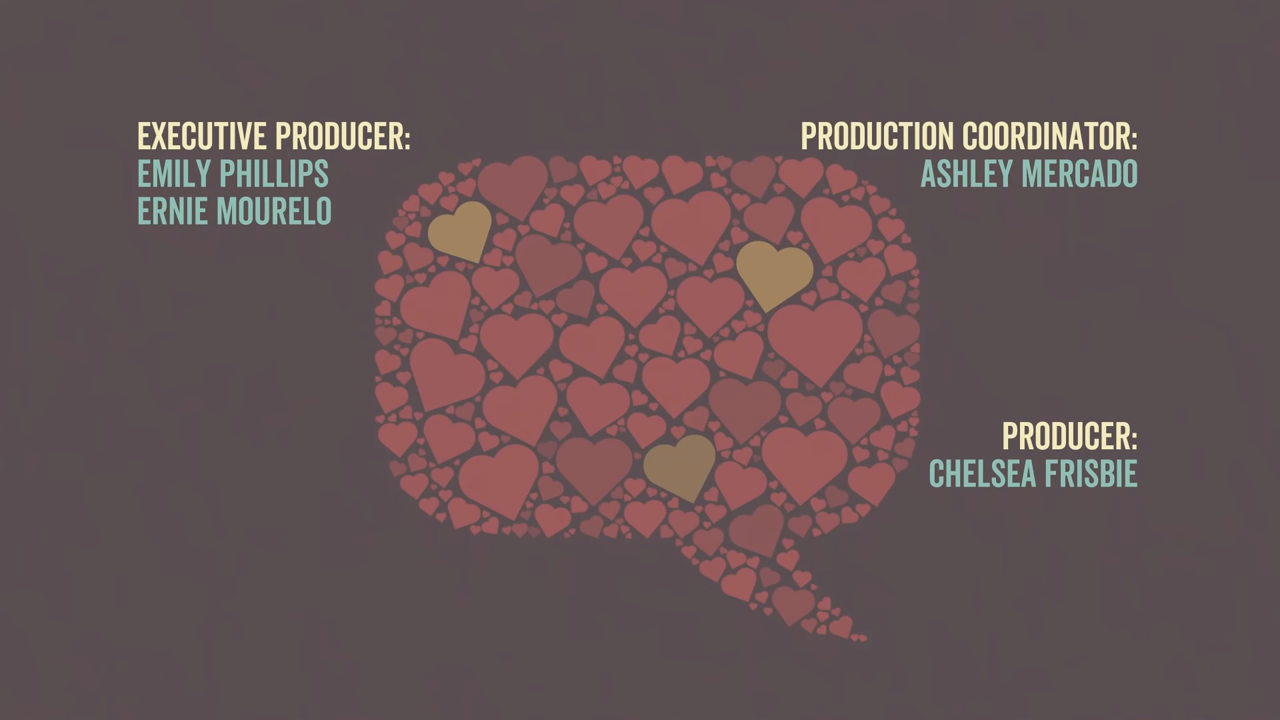 EXECUTIVE PRODUCER:
EMILY PHILLIPS
ERNIE MOURELO
PRODUCTION COORDINATOR:
ASHLEY MERCADO
PRODUCER:
CHELSEA FRISBIE